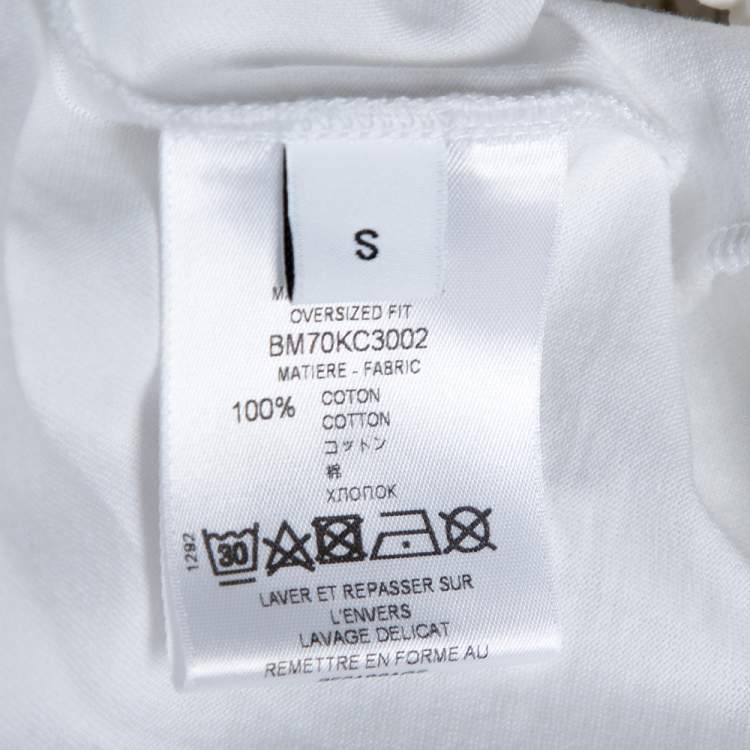 S
OVERSIZED FIT
BM70KC3002
MATIERE - FABRIC
100% COTON
COTTON
コットン
棉
ХЛОПОК
1292
30
LAVER ET REPASSER SUR
L'ENVERS
LAVAGE DELICAT
REMETTRE EN FORME AU